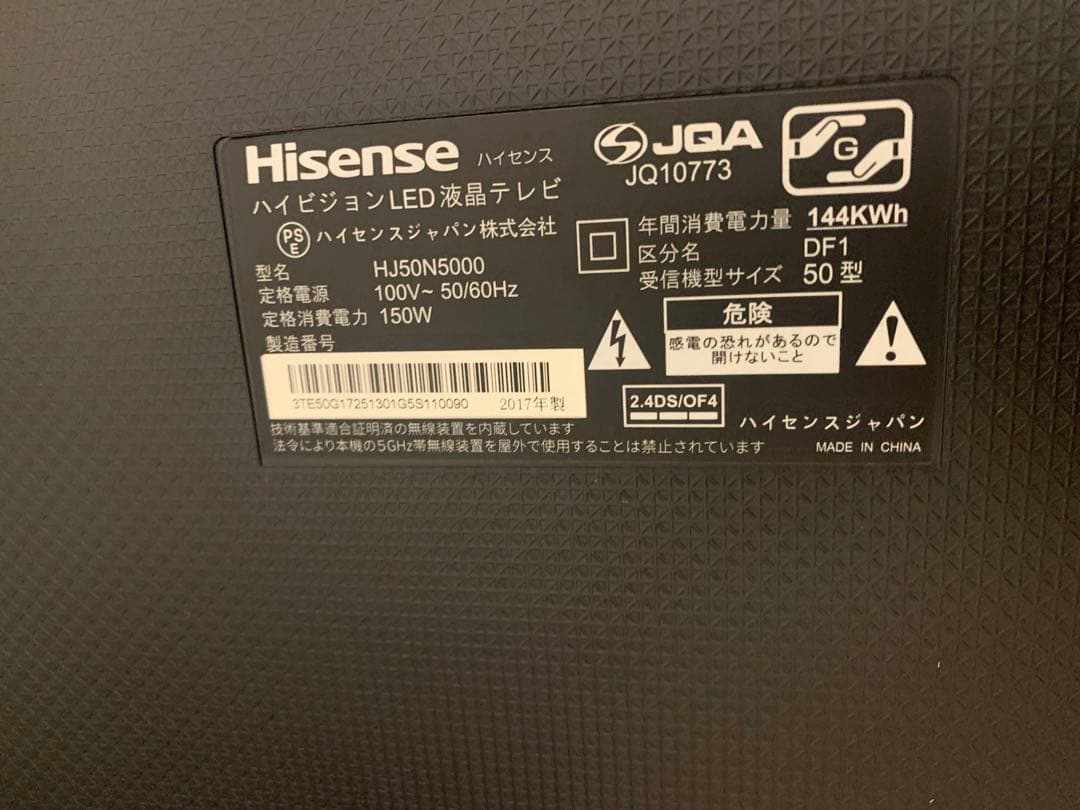 Hisense ハイセンス
ハイビジョンLED液晶テレビ
PSE ハイセンスジャパン株式会社
型名 HJ50N5000
定格電源 100V~ 50/60Hz
定格消費電力 150W
製造番号
3TE50G17251301G5S110090 2017年製
技術基準適合証明済の無線装置を内蔵しています
法令により本機の5GHz帯無線装置を屋外で使用することは禁止されています
JQA
JQ10773
G
年間消費電力量 144KWh
区分名 DF1
受信機型サイズ 50型
危険
感電の恐れがあるので
開けないこと
2.4DS/OF4
ハイセンスジャパン
MADE IN CHINA